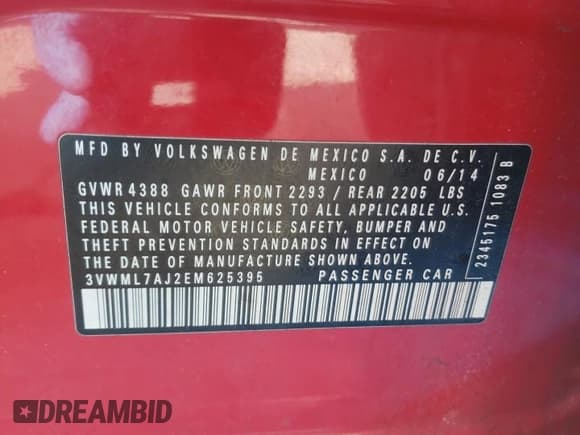 MFD BY VOLKSWAGEN DE MEXICO S.A. DE C.V.
MEXICO 06/14
GVWR 4388 GAWR FRONT 2293 / REAR 2205 LBS
THIS VEHICLE CONFORMS TO ALL APPLICABLE U.S.
FEDERAL MOTOR VEHICLE SAFETY, BUMPER AND
THEFT PREVENTION STANDARDS IN EFFECT ON
THE DATE OF MANUFACTURE SHOWN ABOVE.
3VWML7AJ2EM625395 PASSENGER CAR
2345175 1083 B
DREAMBID